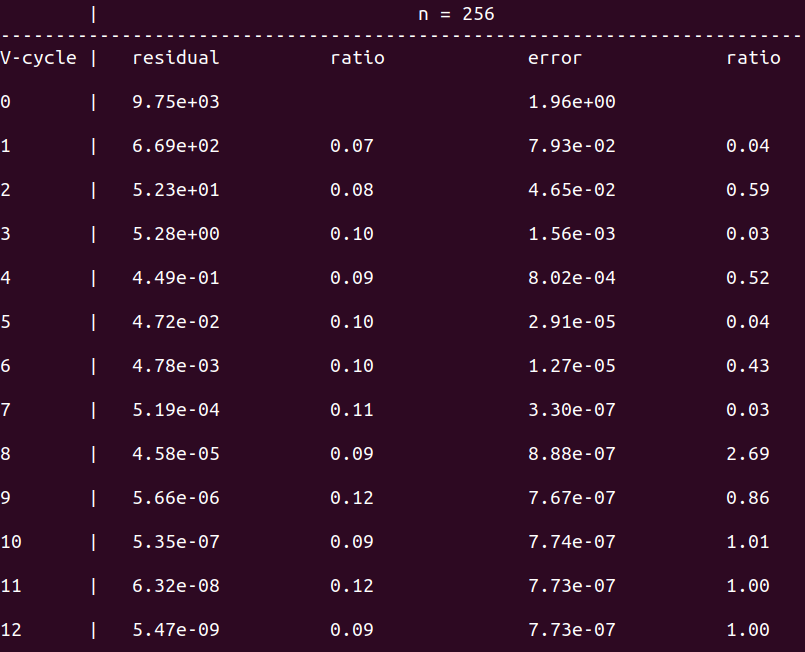 | n = 256
-------------------------------------------------------------------------
V-cycle | residual ratio error ratio
0 | 9.75e+03 1.96e+00
1 | 6.69e+02 0.07 7.93e-02 0.04
2 | 5.23e+01 0.08 4.65e-02 0.59
3 | 5.28e+00 0.10 1.56e-03 0.03
4 | 4.49e-01 0.09 8.02e-04 0.52
5 | 4.72e-02 0.10 2.91e-05 0.04
6 | 4.78e-03 0.10 1.27e-05 0.43
7 | 5.19e-04 0.11 3.30e-07 0.03
8 | 4.58e-05 0.09 8.88e-07 2.69
9 | 5.66e-06 0.12 7.67e-07 0.86
10 | 5.35e-07 0.09 7.74e-07 1.01
11 | 6.32e-08 0.12 7.73e-07 1.00
12 | 5.47e-09 0.09 7.73e-07 1.00